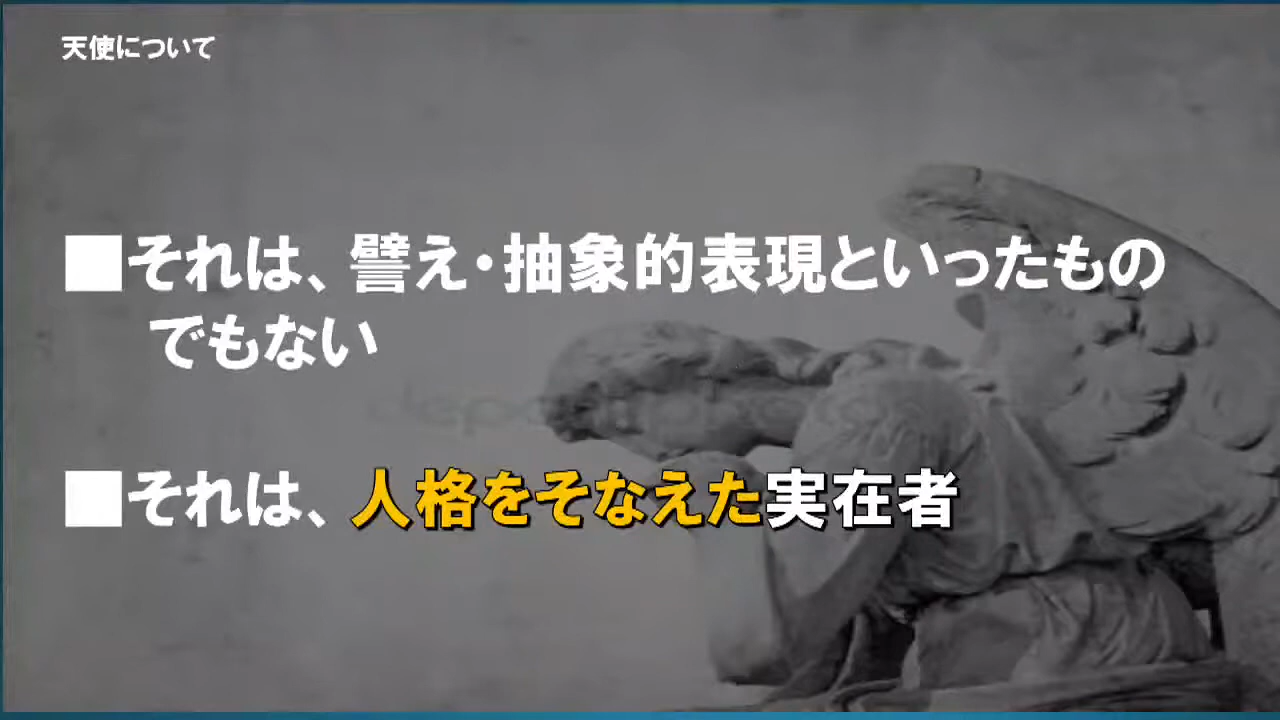 天使について
■それは、譬え・抽象的表現といったもの
でもない
depositphotos
■それは、人格をそなえた実在者